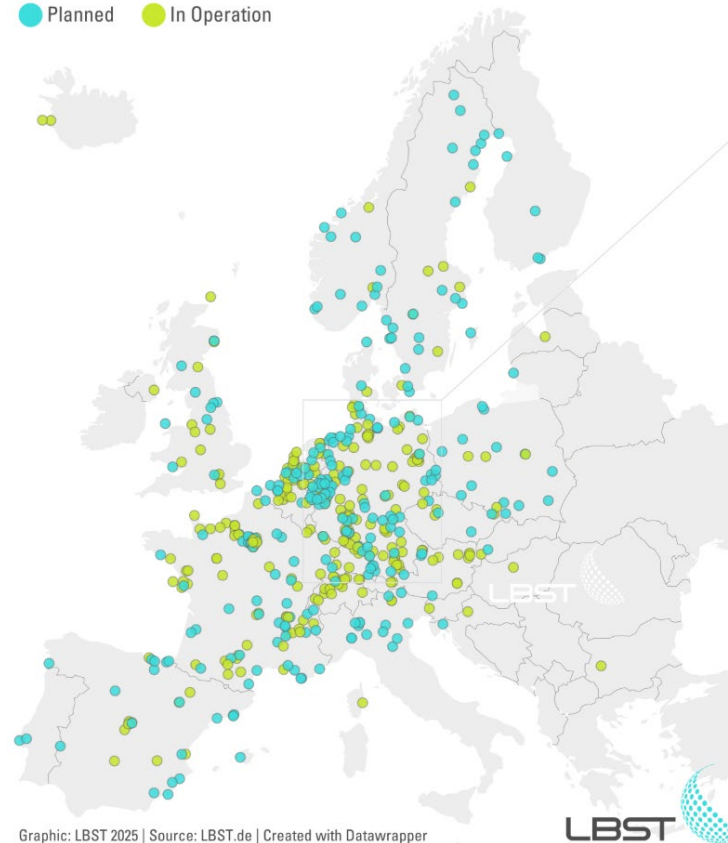 Planned In Operation
LBST
Graphic: LBST 2025 | Source: LBST.de | Created with Datawrapper
LBST